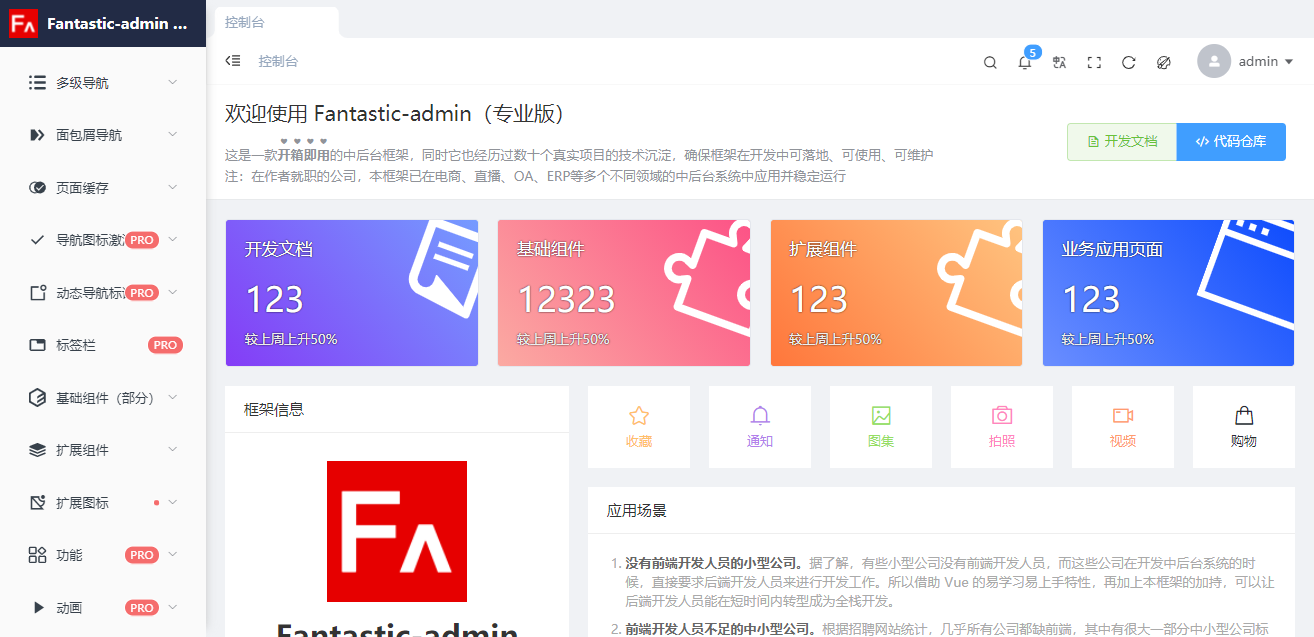 Fantastic-admin ...
控制台
控制台
5
admin
多级导航
面包屑导航
页面缓存
导航图标激 PRO
动态导航标 PRO
标签栏 PRO
基础组件（部分）
扩展组件
扩展图标
功能 PRO
动画 PRO
欢迎使用 Fantastic-admin（专业版）
这是一款开箱即用的中后台框架，同时它也经历过数十个真实项目的技术沉淀，确保框架在开发中可落地、可使用、可维护
注：在作者就职的公司，本框架已在电商、直播、OA、ERP等多个不同领域的中后台系统中应用并稳定运行
开发文档
代码仓库
开发文档
123
较上周上升50%
基础组件
12323
较上周上升50%
扩展组件
123
较上周上升50%
业务应用页面
123
较上周上升50%
框架信息
Fantastic-admin
收藏
通知
图集
拍照
视频
购物
应用场景
1. 没有前端开发人员的小型公司。据了解，有些小型公司没有前端开发人员，而这些公司在开发中后台系统的时
候，直接要求后端开发人员来进行开发工作。所以借助 Vue 的易学习易上手特性，再加上本框架的加持，可以让
后端开发人员能在短时间内转型成为全栈开发。
2. 前端开发人员不足的中小型公司。根据招聘网站统计，几乎所有公司都缺前端，其中有很大一部分中小型公司标